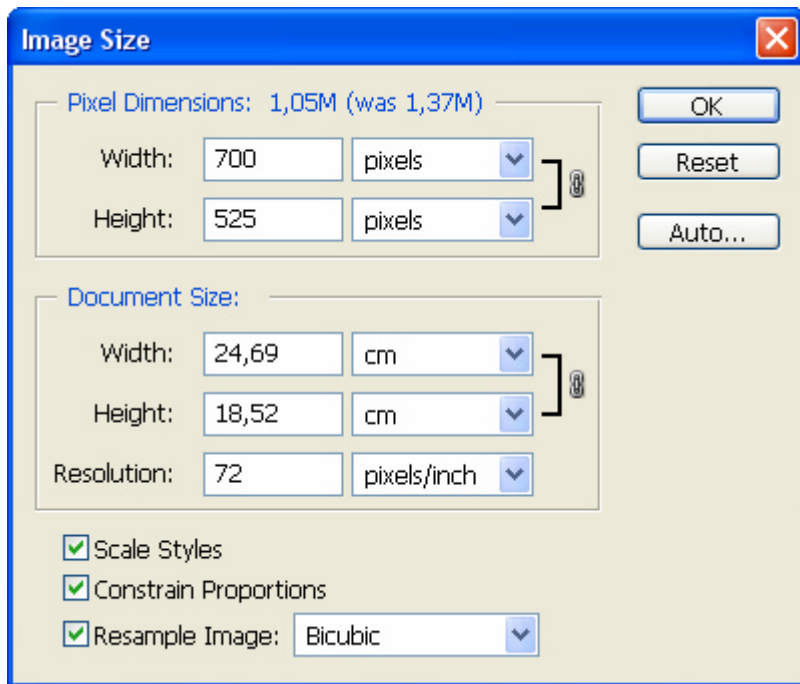 Image Size
Pixel Dimensions: 1,05M (was 1,37M)
OK
Width: 700 pixels
Reset
Height: 525 pixels
Auto...
Document Size:
Width: 24,69 cm
Height: 18,52 cm
Resolution: 72 pixels/inch
Scale Styles
Constrain Proportions
Resample Image: Bicubic